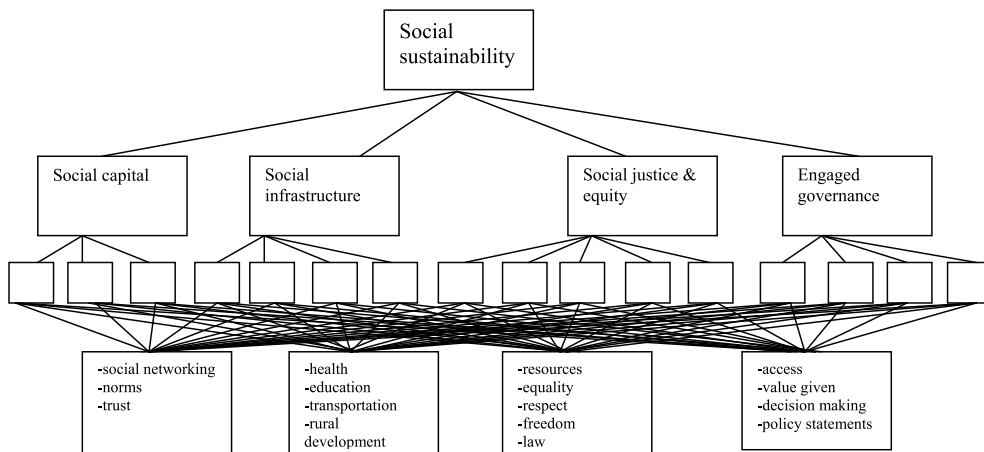 Social
sustainability
Social capital
Social
infrastructure
Social justice &
equity
Engaged
governance
-social networking
-norms
-trust
-health
-education
-transportation
-rural
development
-resources
-equality
-respect
-freedom
-law
-access
-value given
-decision making
-policy statements